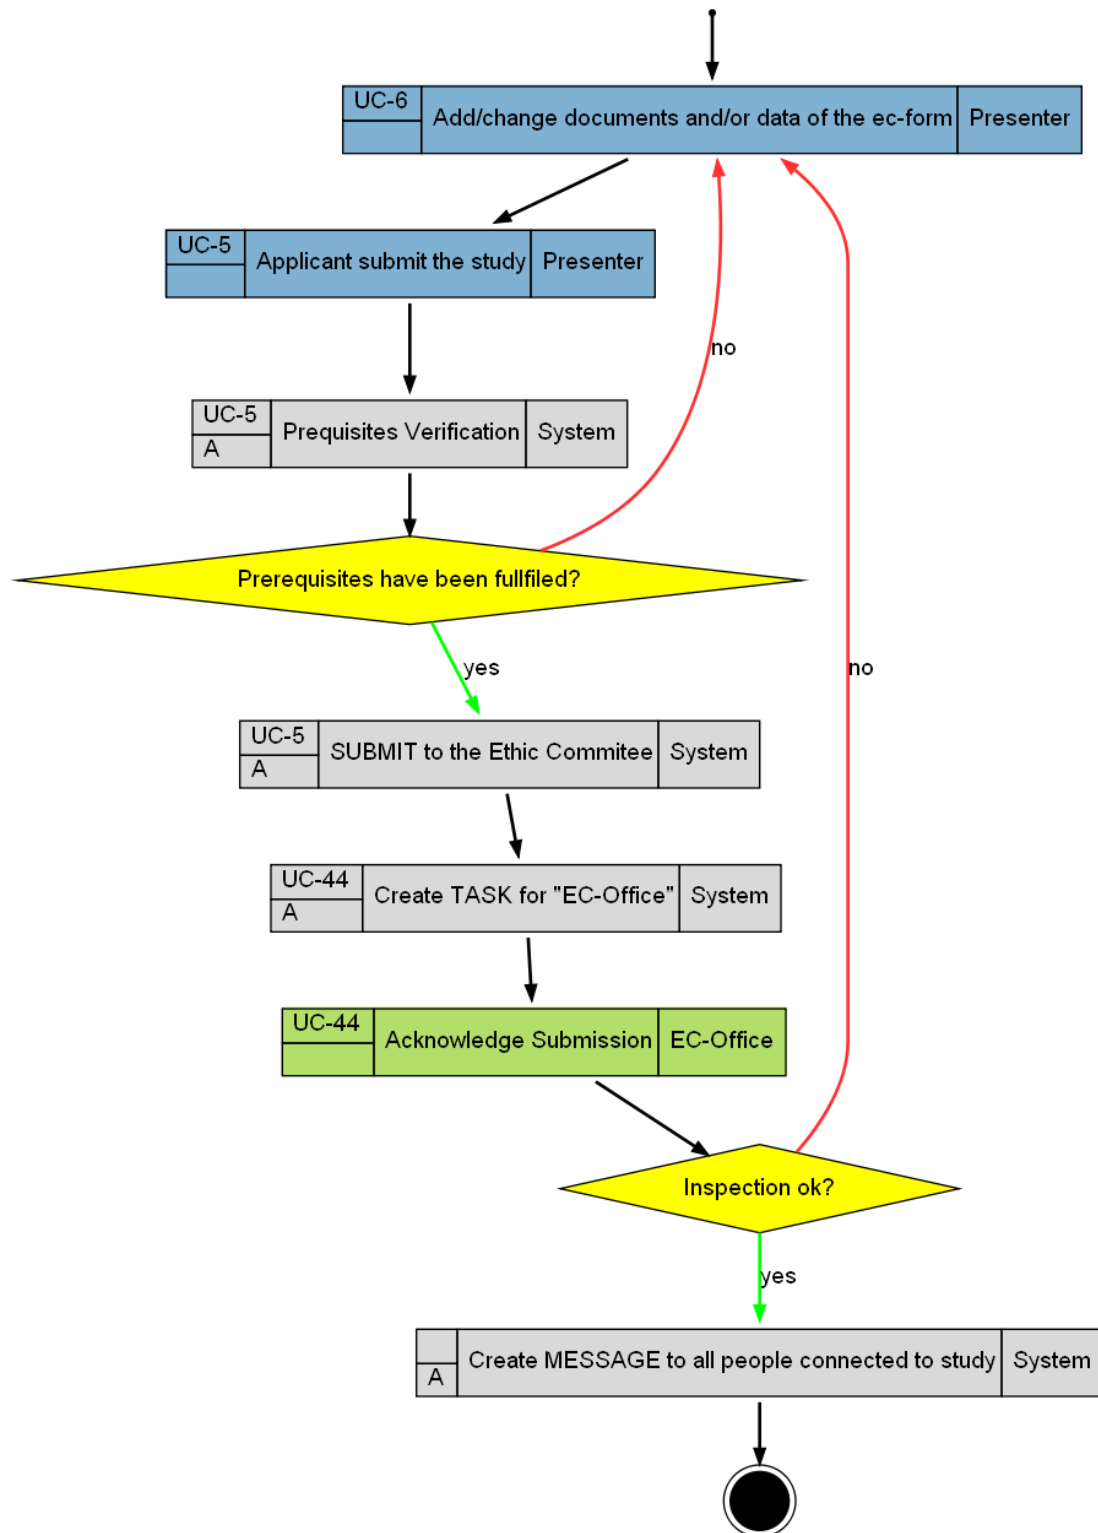 UC-6
Add/change documents and/or data of the ec-form
Presenter
UC-5
Applicant submit the study
Presenter
no
UC-5
A
Prequisites Verification
System
Prerequisites have been fullfiled?
yes
no
UC-5
A
SUBMIT to the Ethic Commitee
System
UC-44
A
Create TASK for "EC-Office"
System
UC-44
Acknowledge Submission
EC-Office
Inspection ok?
yes
A
Create MESSAGE to all people connected to study
System